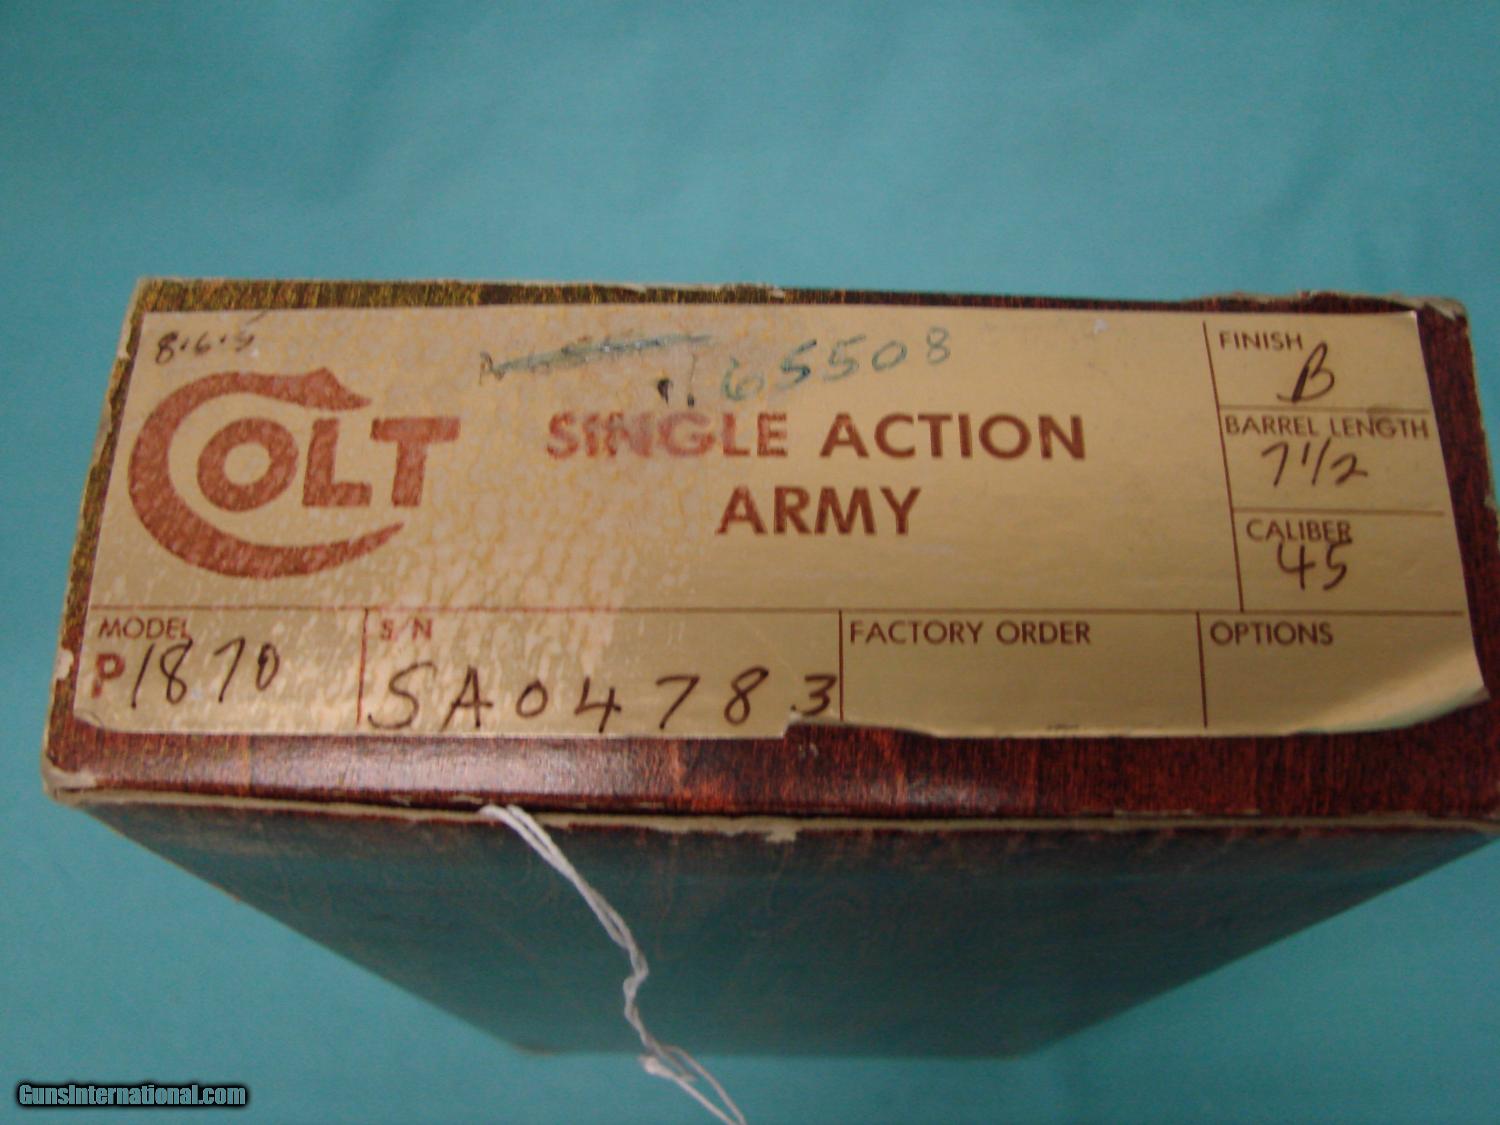 8.6.5
65508
COLT
SINGLE ACTION
ARMY
FINISH
B
BARREL LENGTH
7 1/2
CALIBER
45
MODEL
P1870
S/N
SA04783
FACTORY ORDER
OPTIONS
GunsInternational.com